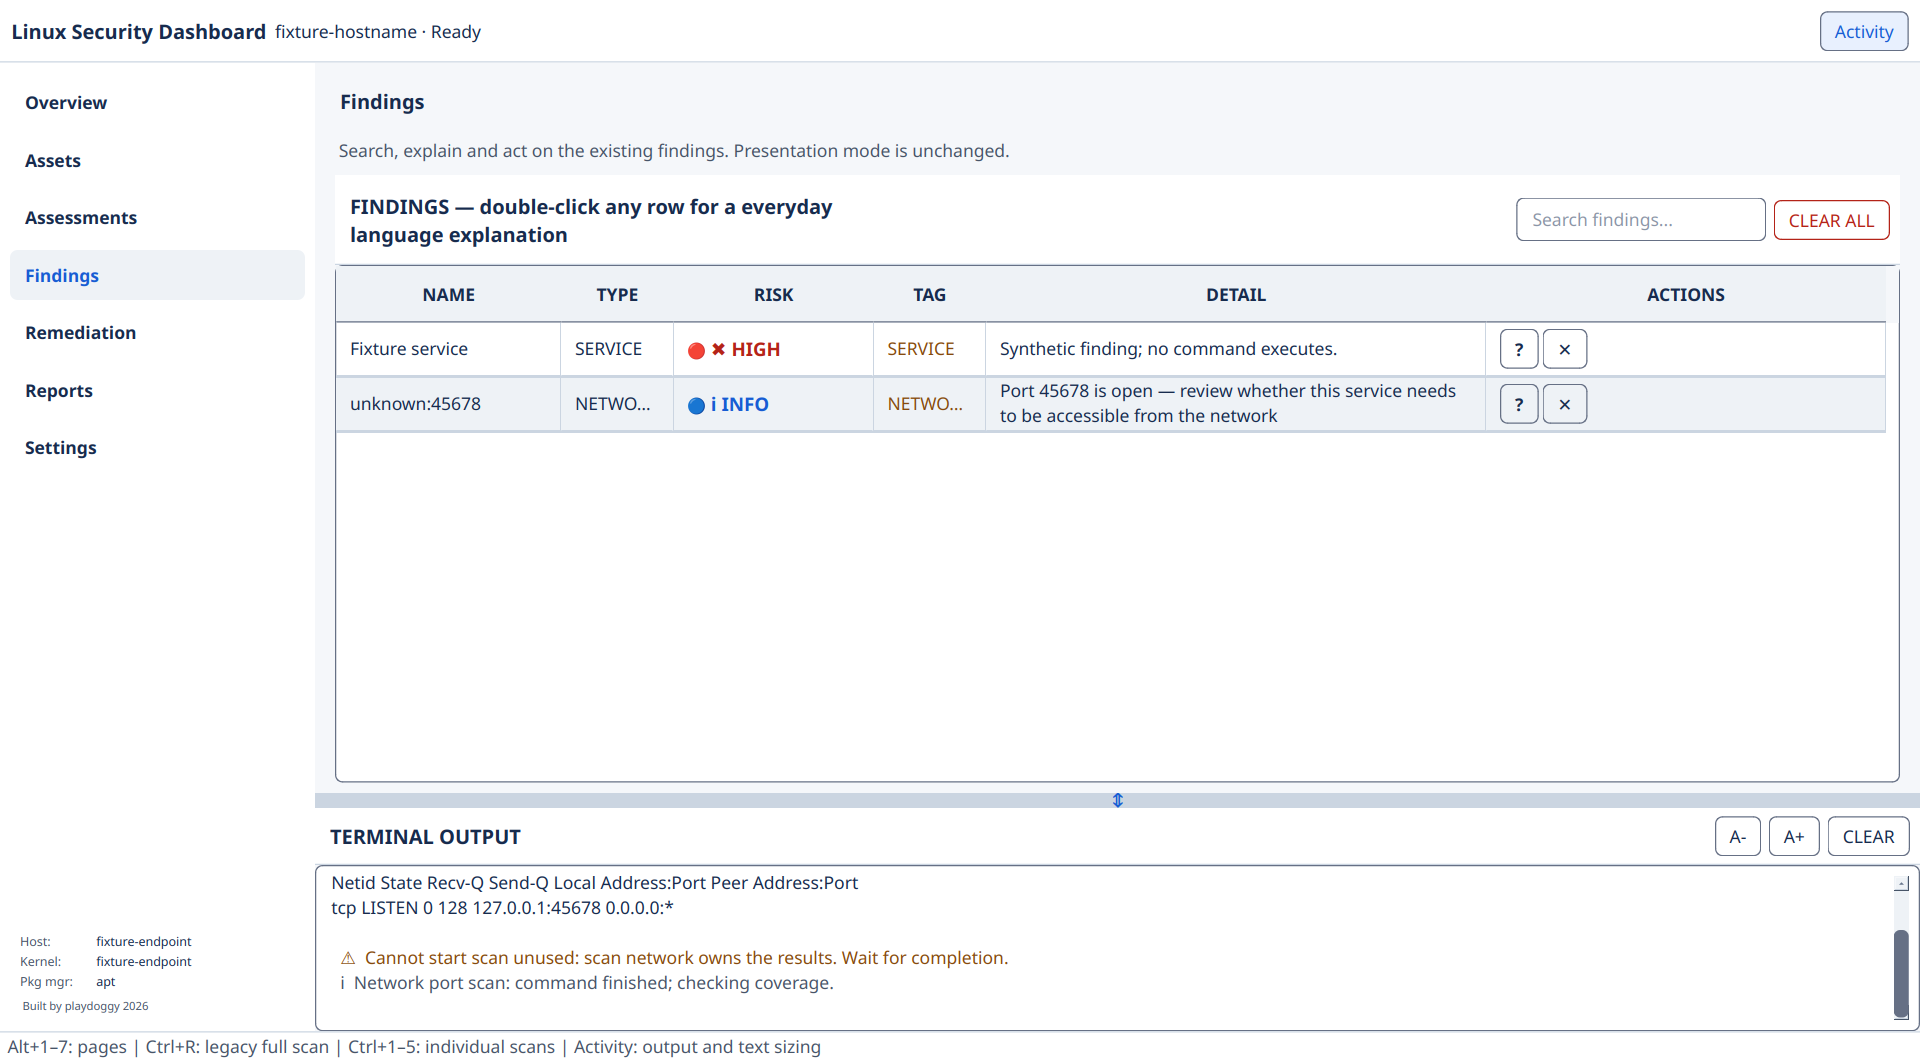 Linux Security Dashboard fixture-hostname · Ready
Activity
Overview
Assets
Assessments
Findings
Remediation
Reports
Settings
Host: fixture-endpoint
Kernel: fixture-endpoint
Pkg mgr: apt
Built by playdoggy 2026
Findings
Search, explain and act on the existing findings. Presentation mode is unchanged.
FINDINGS — double-click any row for a everyday
language explanation
Search findings...
CLEAR ALL
NAME TYPE RISK TAG DETAIL ACTIONS
Fixture service SERVICE ✖ HIGH SERVICE Synthetic finding; no command executes. ? ✕
unknown:45678 NETWO... i INFO NETWO... Port 45678 is open — review whether this service needs
to be accessible from the network ? ✕
TERMINAL OUTPUT
A- A+ CLEAR
Netid State Recv-Q Send-Q Local Address:Port Peer Address:Port
tcp LISTEN 0 128 127.0.0.1:45678 0.0.0.0:*
⚠ Cannot start scan unused: scan network owns the results. Wait for completion.
i Network port scan: command finished; checking coverage.
Alt+1–7: pages | Ctrl+R: legacy full scan | Ctrl+1–5: individual scans | Activity: output and text sizing